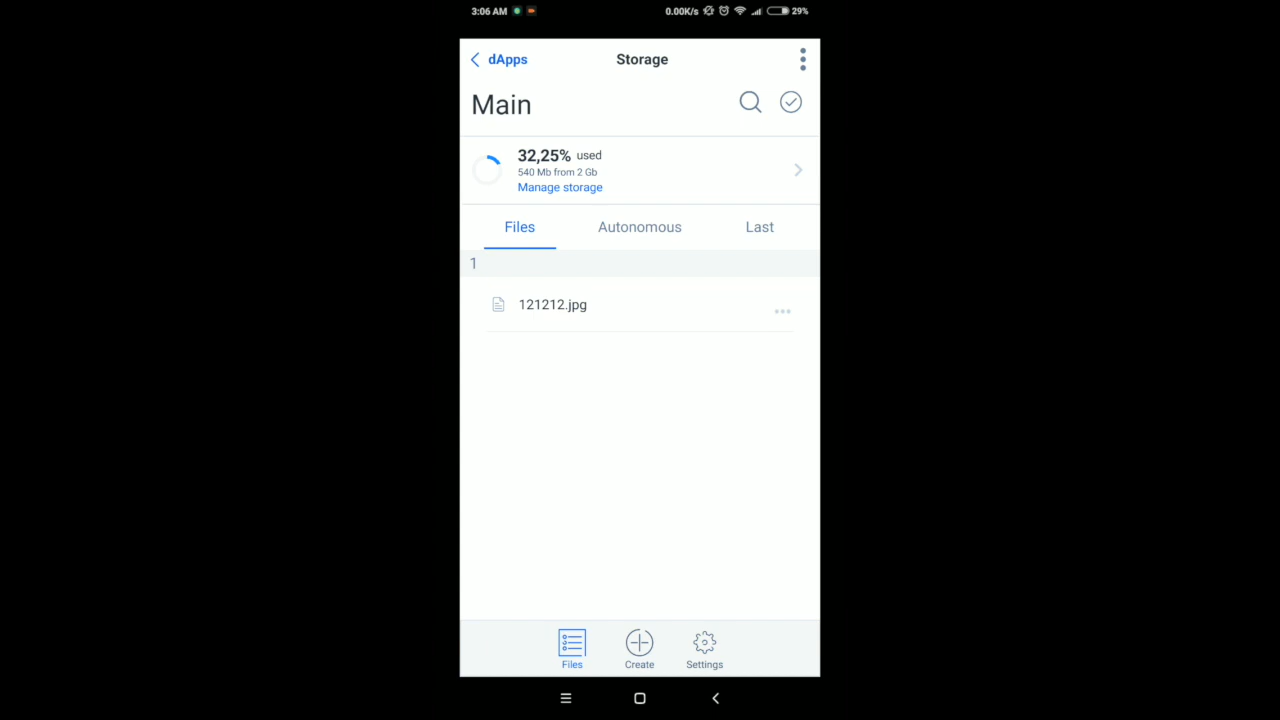 3:06 AM 0.00K/s 29%
dApps Storage
Main
32,25% used
540 Mb from 2 Gb
Manage storage
Files Autonomous Last
1
121212.jpg
Files Create Settings